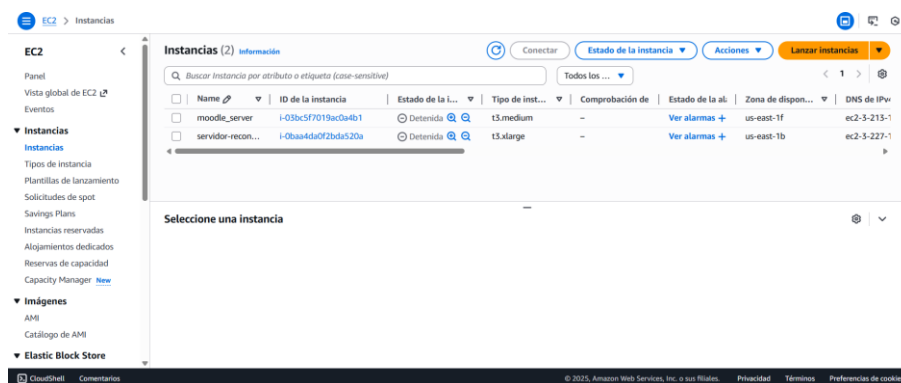 EC2 > Instancias
EC2
Panel
Vista global de EC2
Eventos
Instancias
Instancias
Tipos de instancia
Plantillas de lanzamiento
Solicitudes de spot
Savings Plans
Instancias reservadas
Alojamientos dedicados
Reservas de capacidad
Capacity Manager New
Imágenes
AMI
Catálogo de AMI
Elastic Block Store
Instancias (2) Información
Conectar
Estado de la instancia
Acciones
Lanzar instancias
Buscar Instancia por atributo o etiqueta (case-sensitive)
Todos los ...
< 1 >
Name ID de la instancia Estado de la i... Tipo de inst... Comprobación de Estado de la al Zona de dispon... DNS de IPv
moodle_server i-03bc5f7019ac0a4b1 Detenida t3.medium – Ver alarmas + us-east-1f ec2-3-213-1
servidor-recon... i-0baa4da0f2bda520a Detenida t3.xlarge – Ver alarmas + us-east-1b ec2-3-227-1
Seleccione una instancia
CloudShell Comentarios © 2025, Amazon Web Services, Inc. o sus filiales. Privacidad Términos Preferencias de cookie